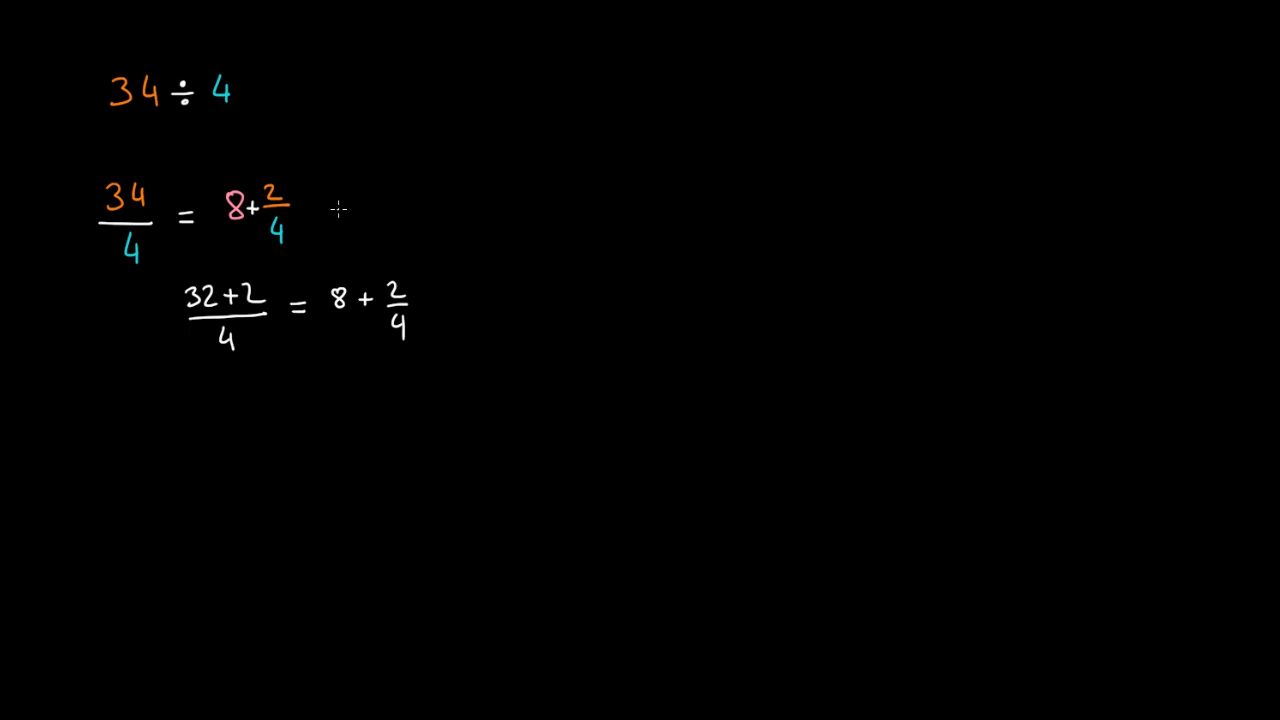 34 ÷ 4
34/4 = 8+2/4
32+2/4 = 8 + 2/4